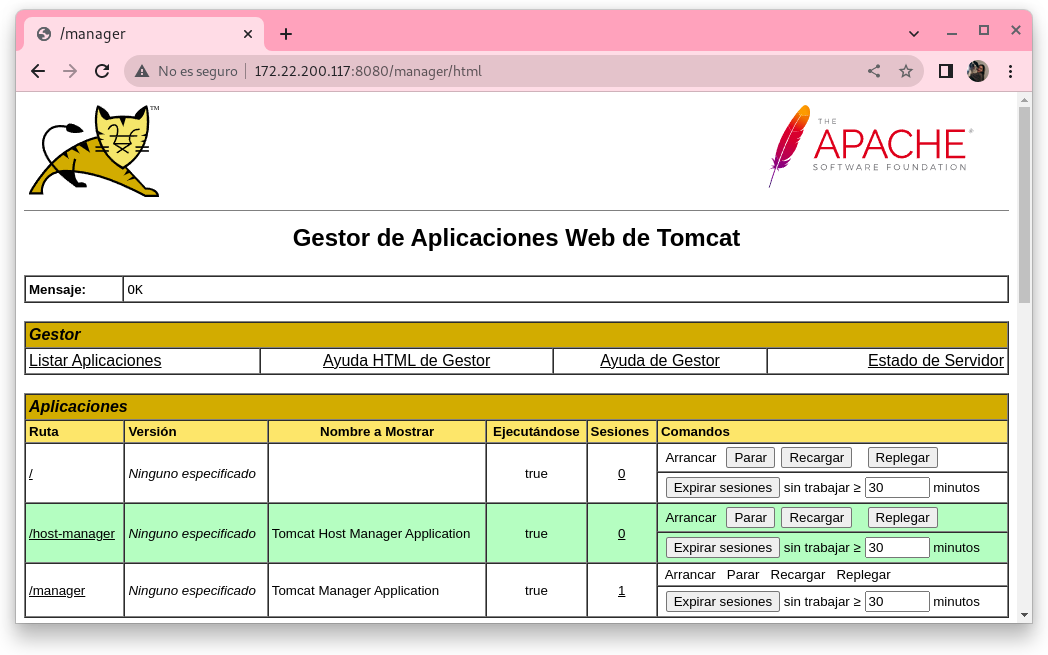 /manager
No es seguro | 172.22.200.117:8080/manager/html
TM
THE
APACHE®
SOFTWARE FOUNDATION
Gestor de Aplicaciones Web de Tomcat
Mensaje: OK
Gestor
Listar Aplicaciones Ayuda HTML de Gestor Ayuda de Gestor Estado de Servidor
Aplicaciones
Ruta Versión Nombre a Mostrar Ejecutándose Sesiones Comandos
/ Ninguno especificado true 0 Arrancar Parar Recargar Replegar
Expirar sesiones sin trabajar ≥ 30 minutos
/host-manager Ninguno especificado Tomcat Host Manager Application true 0 Arrancar Parar Recargar Replegar
Expirar sesiones sin trabajar ≥ 30 minutos
/manager Ninguno especificado Tomcat Manager Application true 1 Arrancar Parar Recargar Replegar
Expirar sesiones sin trabajar ≥ 30 minutos